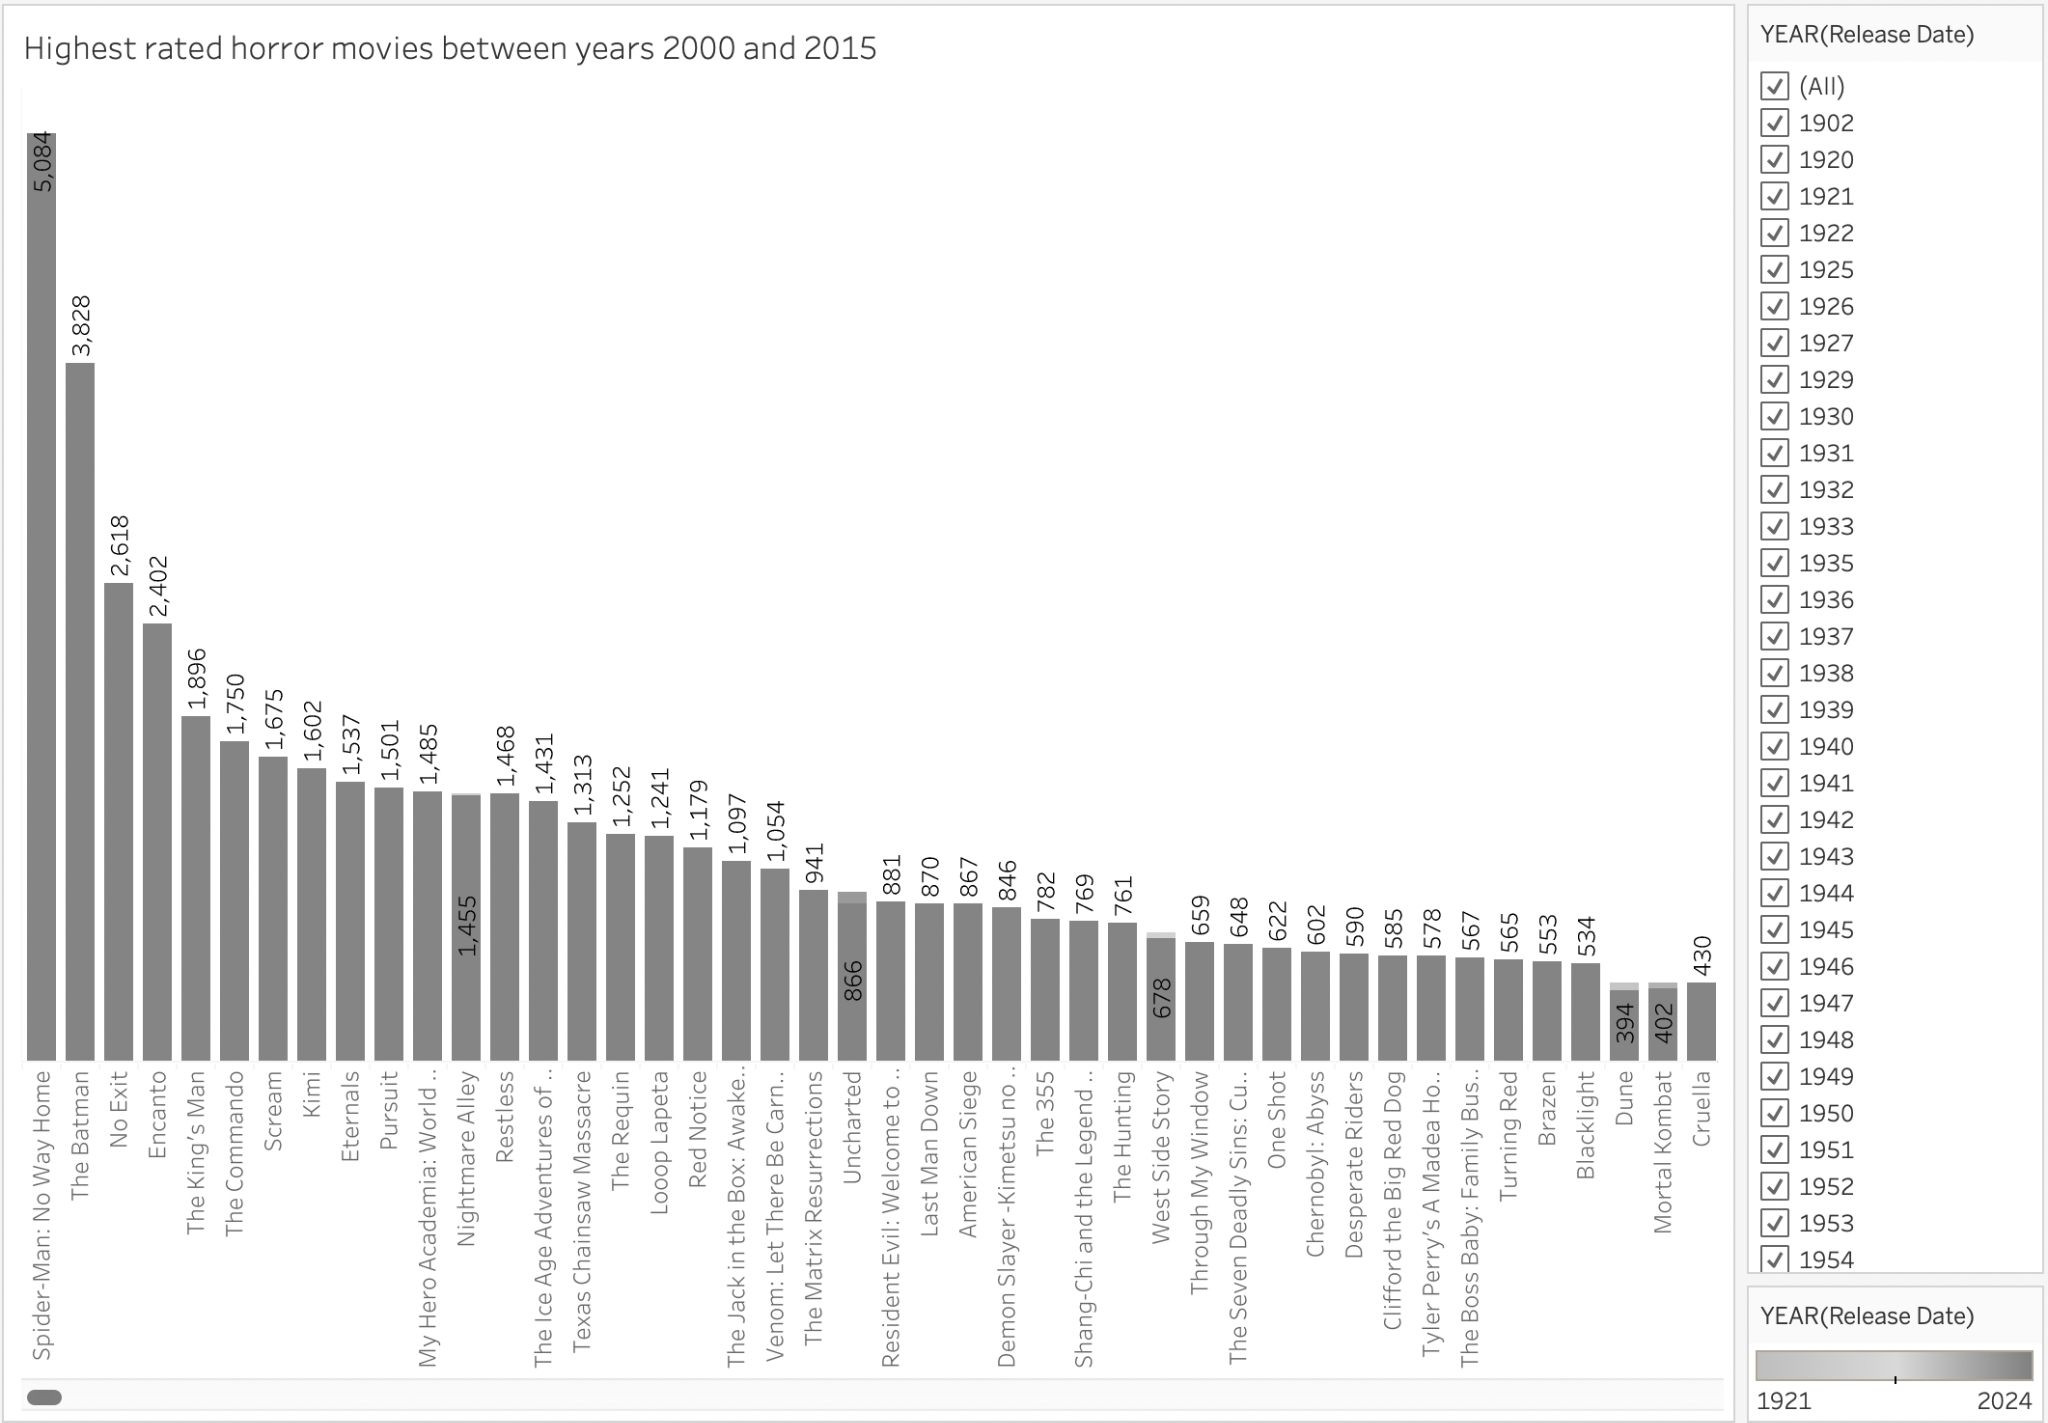 Highest rated horror movies between years 2000 and 2015
5,084
3,828
2,618
2,402
1,896
1,750
1,675
1,602
1,537
1,501
1,485
1,455
1,468
1,431
1,313
1,252
1,241
1,179
1,097
1,054
941
866
881
870
867
846
782
769
761
678
659
648
622
602
590
585
578
567
565
553
534
394
402
430
Spider-Man: No Way Home
The Batman
No Exit
Encanto
The King's Man
The Commando
Scream
Kimi
Eternals
Pursuit
My Hero Academia: World ..
Nightmare Alley
Restless
The Ice Age Adventures of ..
Texas Chainsaw Massacre
The Requin
Looop Lapeta
Red Notice
The Jack in the Box: Awake..
Venom: Let There Be Carn..
The Matrix Resurrections
Uncharted
Resident Evil: Welcome to ..
Last Man Down
American Siege
Demon Slayer -Kimetsu no ..
The 355
Shang-Chi and the Legend ..
The Hunting
West Side Story
Through My Window
The Seven Deadly Sins: Cu..
One Shot
Chernobyl: Abyss
Desperate Riders
Clifford the Big Red Dog
Tyler Perry's A Madea Ho..
The Boss Baby: Family Bus..
Turning Red
Brazen
Blacklight
Dune
Mortal Kombat
Cruella
YEAR(Release Date)
(All)
1902
1920
1921
1922
1925
1926
1927
1929
1930
1931
1932
1933
1935
1936
1937
1938
1939
1940
1941
1942
1943
1944
1945
1946
1947
1948
1949
1950
1951
1952
1953
1954
YEAR(Release Date)
1921 2024